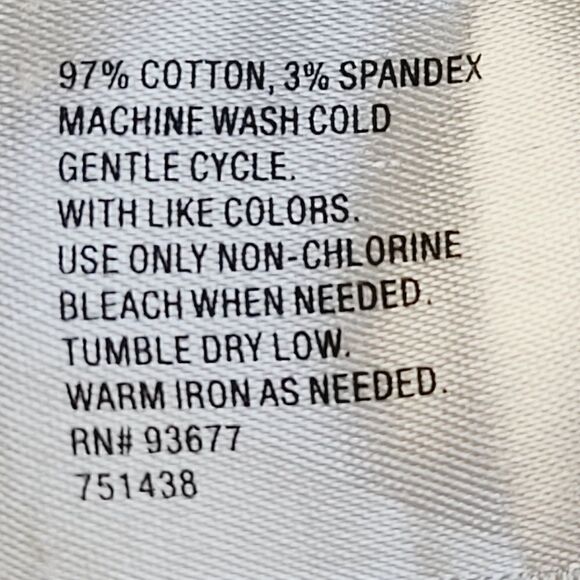 97% COTTON, 3% SPANDEX
MACHINE WASH COLD
GENTLE CYCLE.
WITH LIKE COLORS.
USE ONLY NON-CHLORINE
BLEACH WHEN NEEDED.
TUMBLE DRY LOW.
WARM IRON AS NEEDED.
RN# 93677
751438